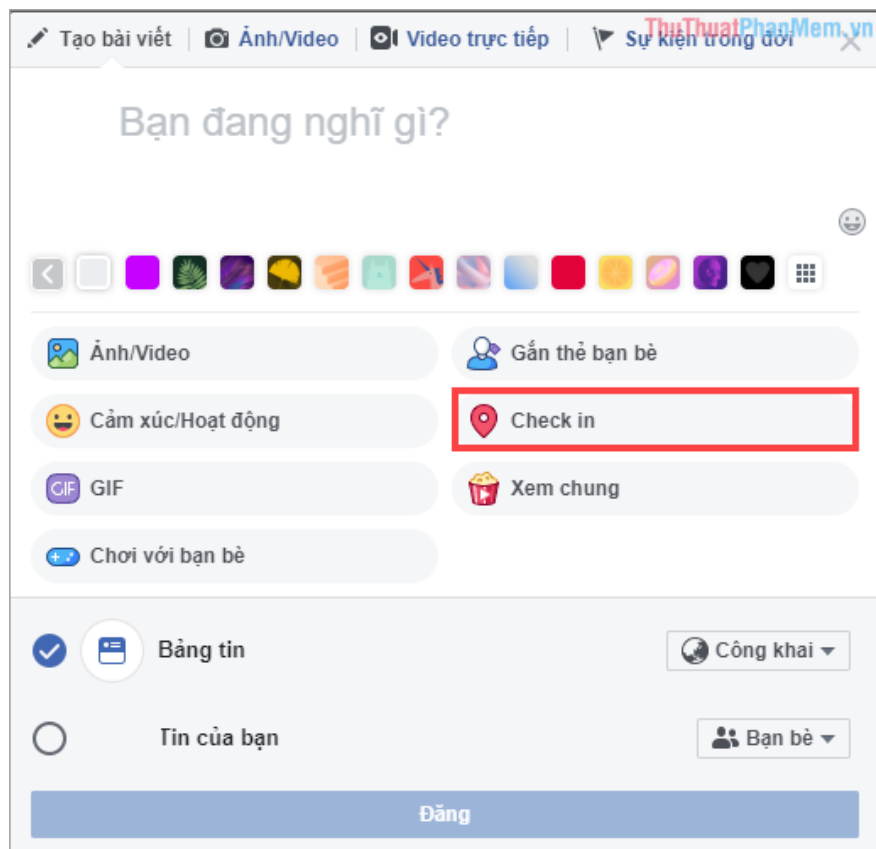 Tạo bài viết Ảnh/Video Video trực tiếp Sự kiện trong đời
ThuThuatPhanMem.vn
Bạn đang nghĩ gì?
Ảnh/Video Gắn thẻ bạn bè
Cảm xúc/Hoạt động Check in
GIF GIF Xem chung
Chơi với bạn bè
Bảng tin Công khai
Tin của bạn Bạn bè
Đăng